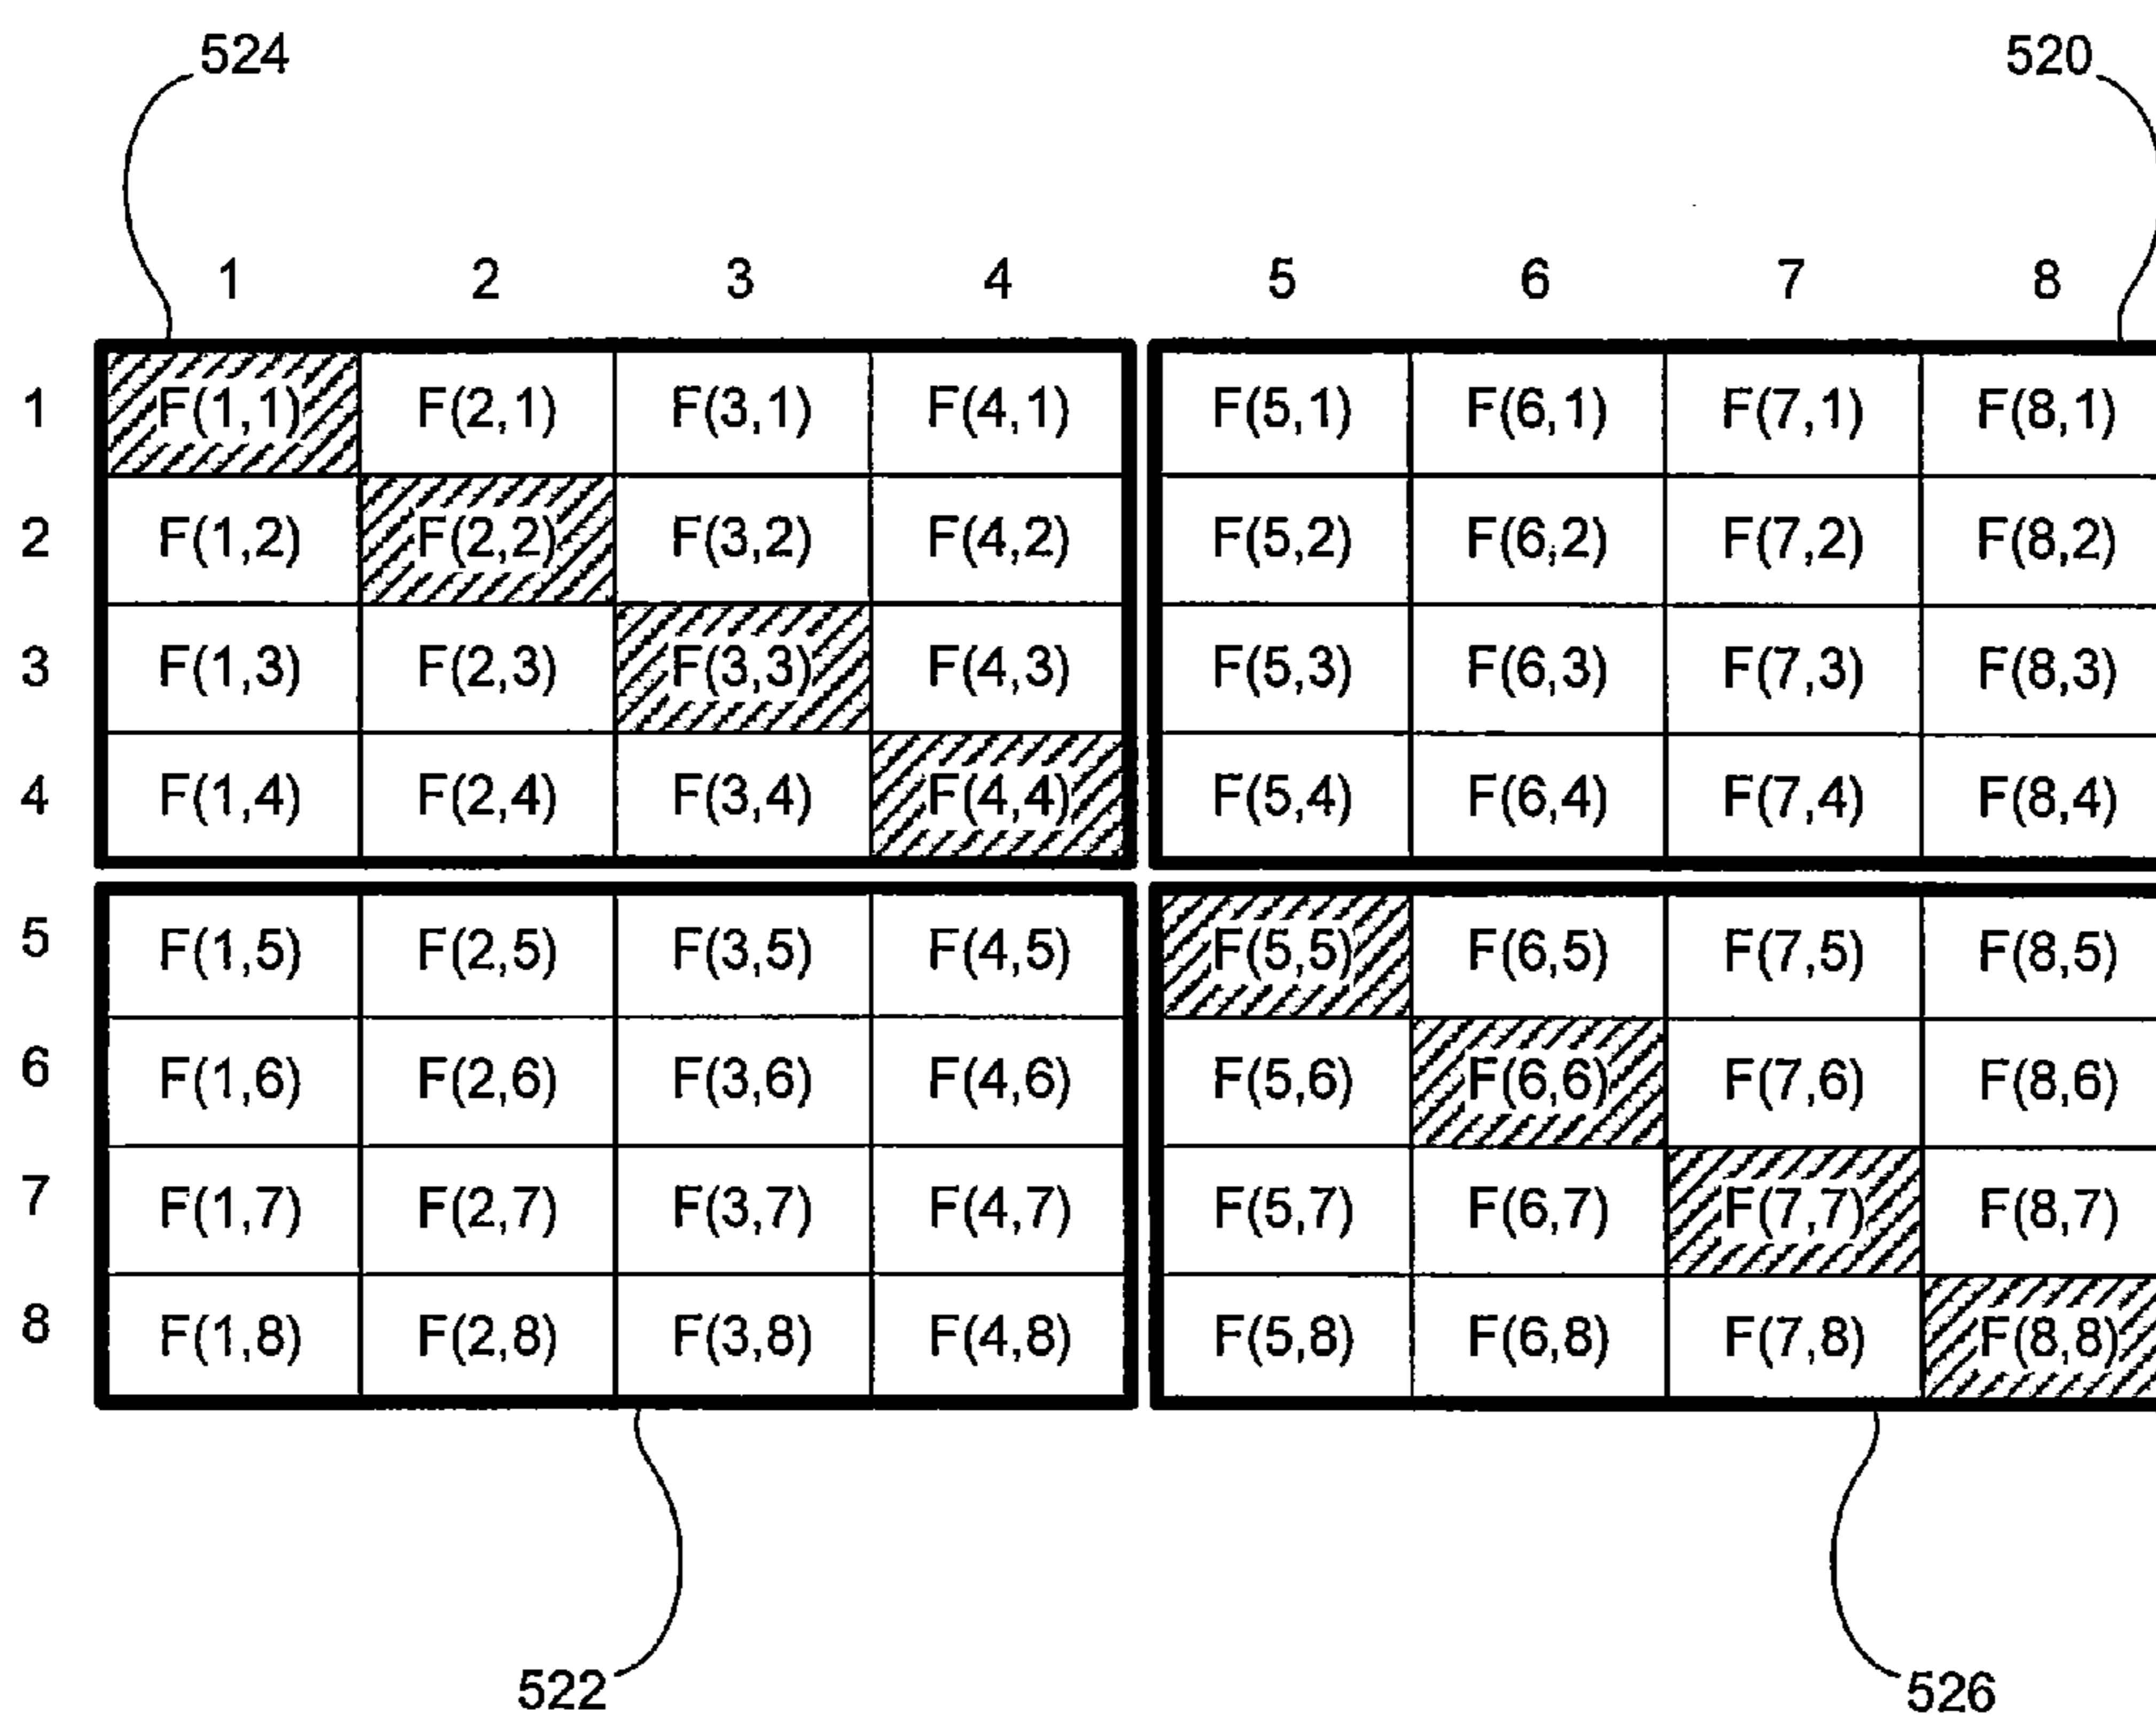 524 520
1 2 3 4 5 6 7 8
1 F(1,1) F(2,1) F(3,1) F(4,1) F(5,1) F(6,1) F(7,1) F(8,1)
2 F(1,2) F(2,2) F(3,2) F(4,2) F(5,2) F(6,2) F(7,2) F(8,2)
3 F(1,3) F(2,3) F(3,3) F(4,3) F(5,3) F(6,3) F(7,3) F(8,3)
4 F(1,4) F(2,4) F(3,4) F(4,4) F(5,4) F(6,4) F(7,4) F(8,4)
5 F(1,5) F(2,5) F(3,5) F(4,5) F(5,5) F(6,5) F(7,5) F(8,5)
6 F(1,6) F(2,6) F(3,6) F(4,6) F(5,6) F(6,6) F(7,6) F(8,6)
7 F(1,7) F(2,7) F(3,7) F(4,7) F(5,7) F(6,7) F(7,7) F(8,7)
8 F(1,8) F(2,8) F(3,8) F(4,8) F(5,8) F(6,8) F(7,8) F(8,8)
522 526